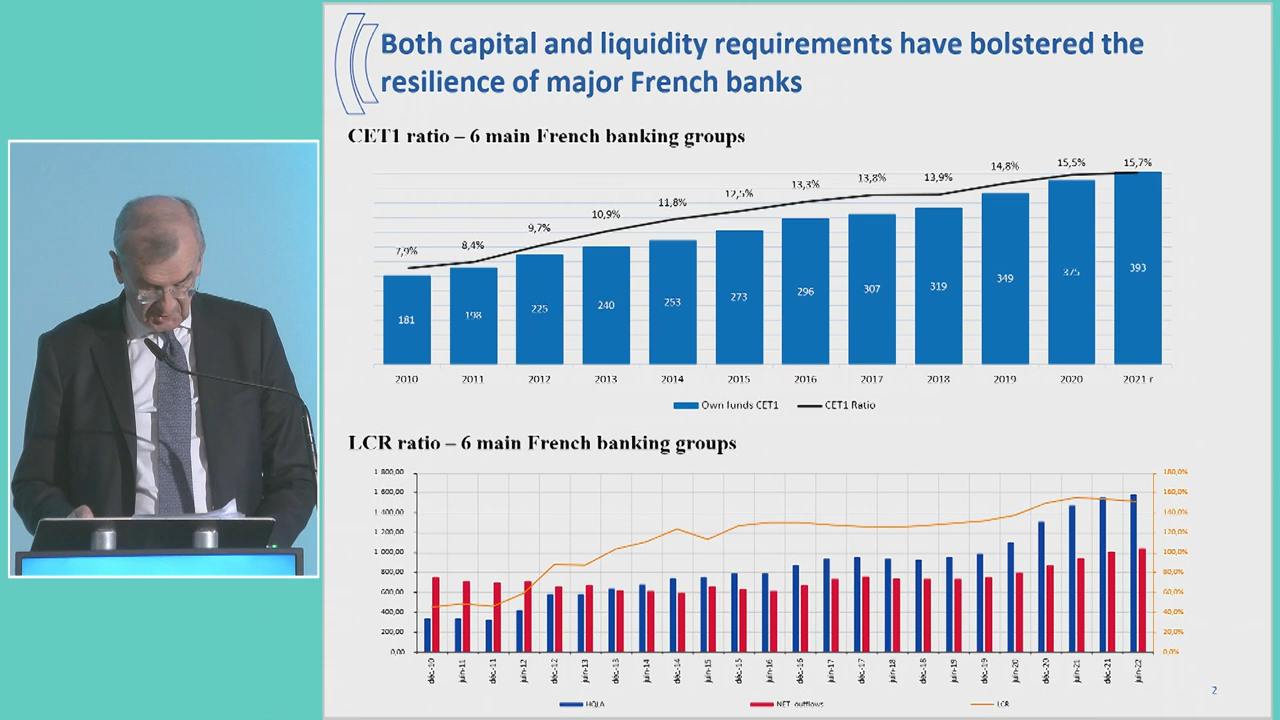 Both capital and liquidity requirements have bolstered the
resilience of major French banks
CET1 ratio – 6 main French banking groups
7,9% 8,4% 9,7% 10,9% 11,8% 12,5% 13,3% 13,8% 13,9% 14,8% 15,5% 15,7%
181 198 225 240 253 273 296 307 319 349 375 393
2010 2011 2012 2013 2014 2015 2016 2017 2018 2019 2020 2021 r
Own funds CET1 CET1 Ratio
LCR ratio – 6 main French banking groups
1 800,00 180,0%
1 600,00 160,0%
1 400,00 140,0%
1 200,00 120,0%
1 000,00 100,0%
800,00 80,0%
600,00 60,0%
400,00 40,0%
200,00 20,0%
0,00 0,0%
déc-10 juin-11 déc-11 juin-12 déc-12 juin-13 déc-13 juin-14 déc-14 juin-15 déc-15 juin-16 déc-16 juin-17 déc-17 juin-18 déc-18 juin-19 déc-19 juin-20 déc-20 juin-21 déc-21 juin-22
HQLA NET outflows LCR
2